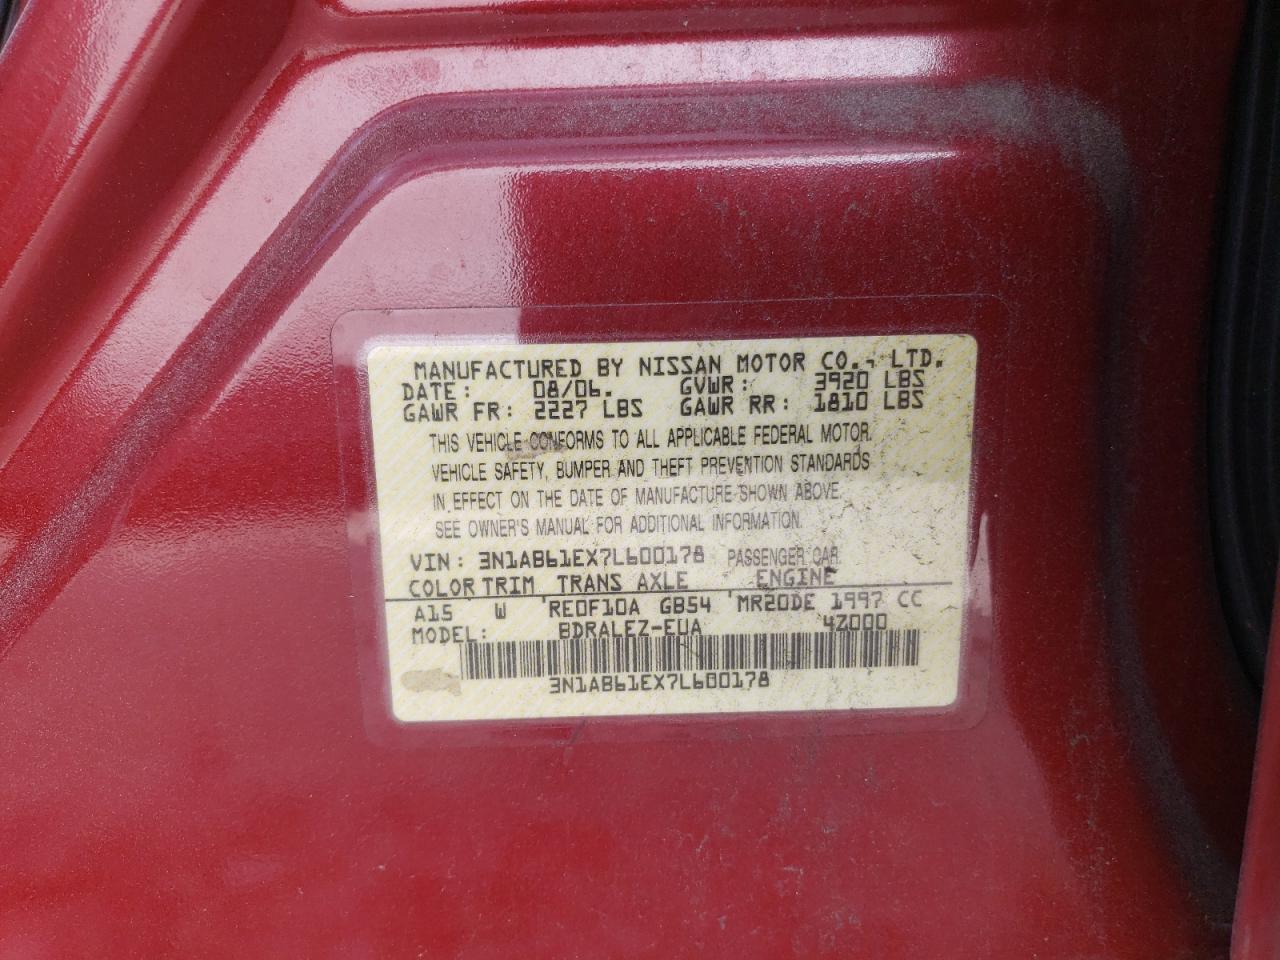 MANUFACTURED BY NISSAN MOTOR CO., LTD.
DATE: 08/06. GVWR: 3920 LBS
GAWR FR: 2227 LBS GAWR RR: 1810 LBS
THIS VEHICLE CONFORMS TO ALL APPLICABLE FEDERAL MOTOR.
VEHICLE SAFETY, BUMPER AND THEFT PREVENTION STANDARDS
IN EFFECT ON THE DATE OF MANUFACTURE SHOWN ABOVE.
SEE OWNER'S MANUAL FOR ADDITIONAL INFORMATION.
VIN: 3N1AB61EX7L600178 PASSENGER CAR.
COLOR TRIM TRANS AXLE ENGINE
A15 W RE0F10A GB54 MR20DE 1997 CC
MODEL: BDRALEZ-EUA 4Z000
3N1AB61EX7L600178